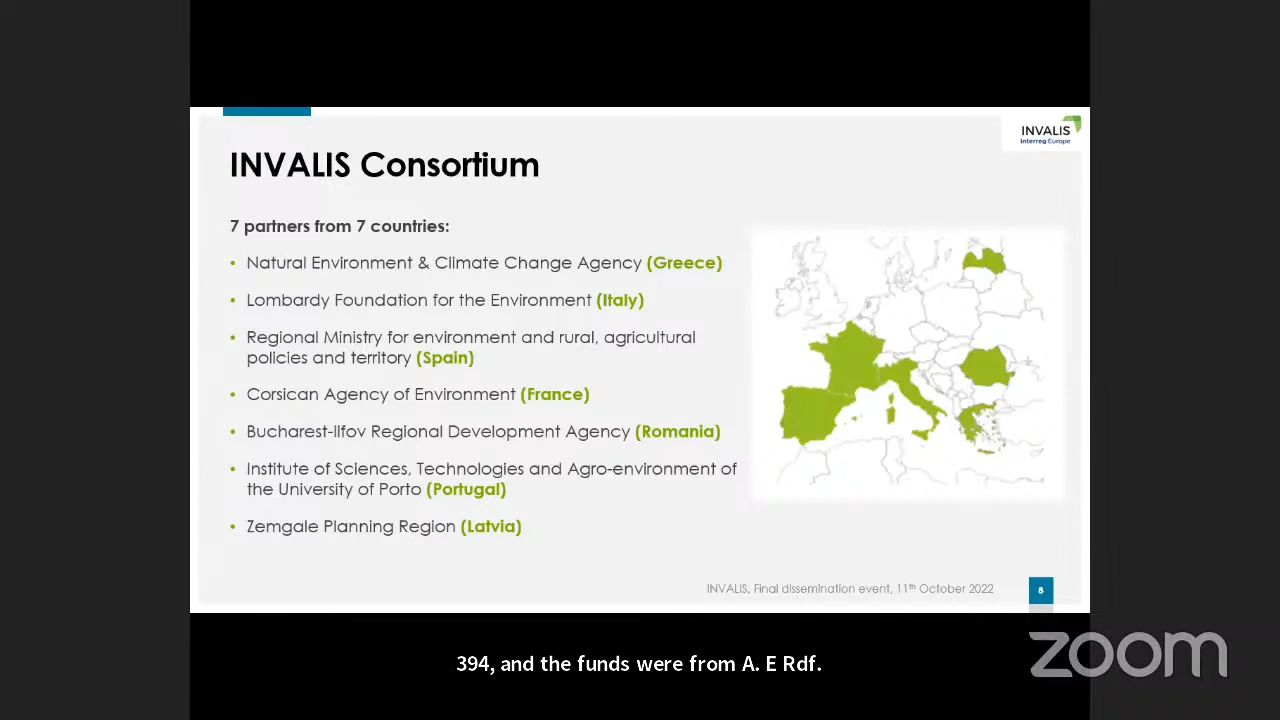 INVALIS
Interreg Europe
INVALIS Consortium
7 partners from 7 countries:
• Natural Environment & Climate Change Agency (Greece)
• Lombardy Foundation for the Environment (Italy)
• Regional Ministry for environment and rural, agricultural
policies and territory (Spain)
• Corsican Agency of Environment (France)
• Bucharest-Ilfov Regional Development Agency (Romania)
• Institute of Sciences, Technologies and Agro-environment of
the University of Porto (Portugal)
• Zemgale Planning Region (Latvia)
INVALIS, Final dissemination event, 11th October 2022
8
394, and the funds were from A. E Rdf.
zoom